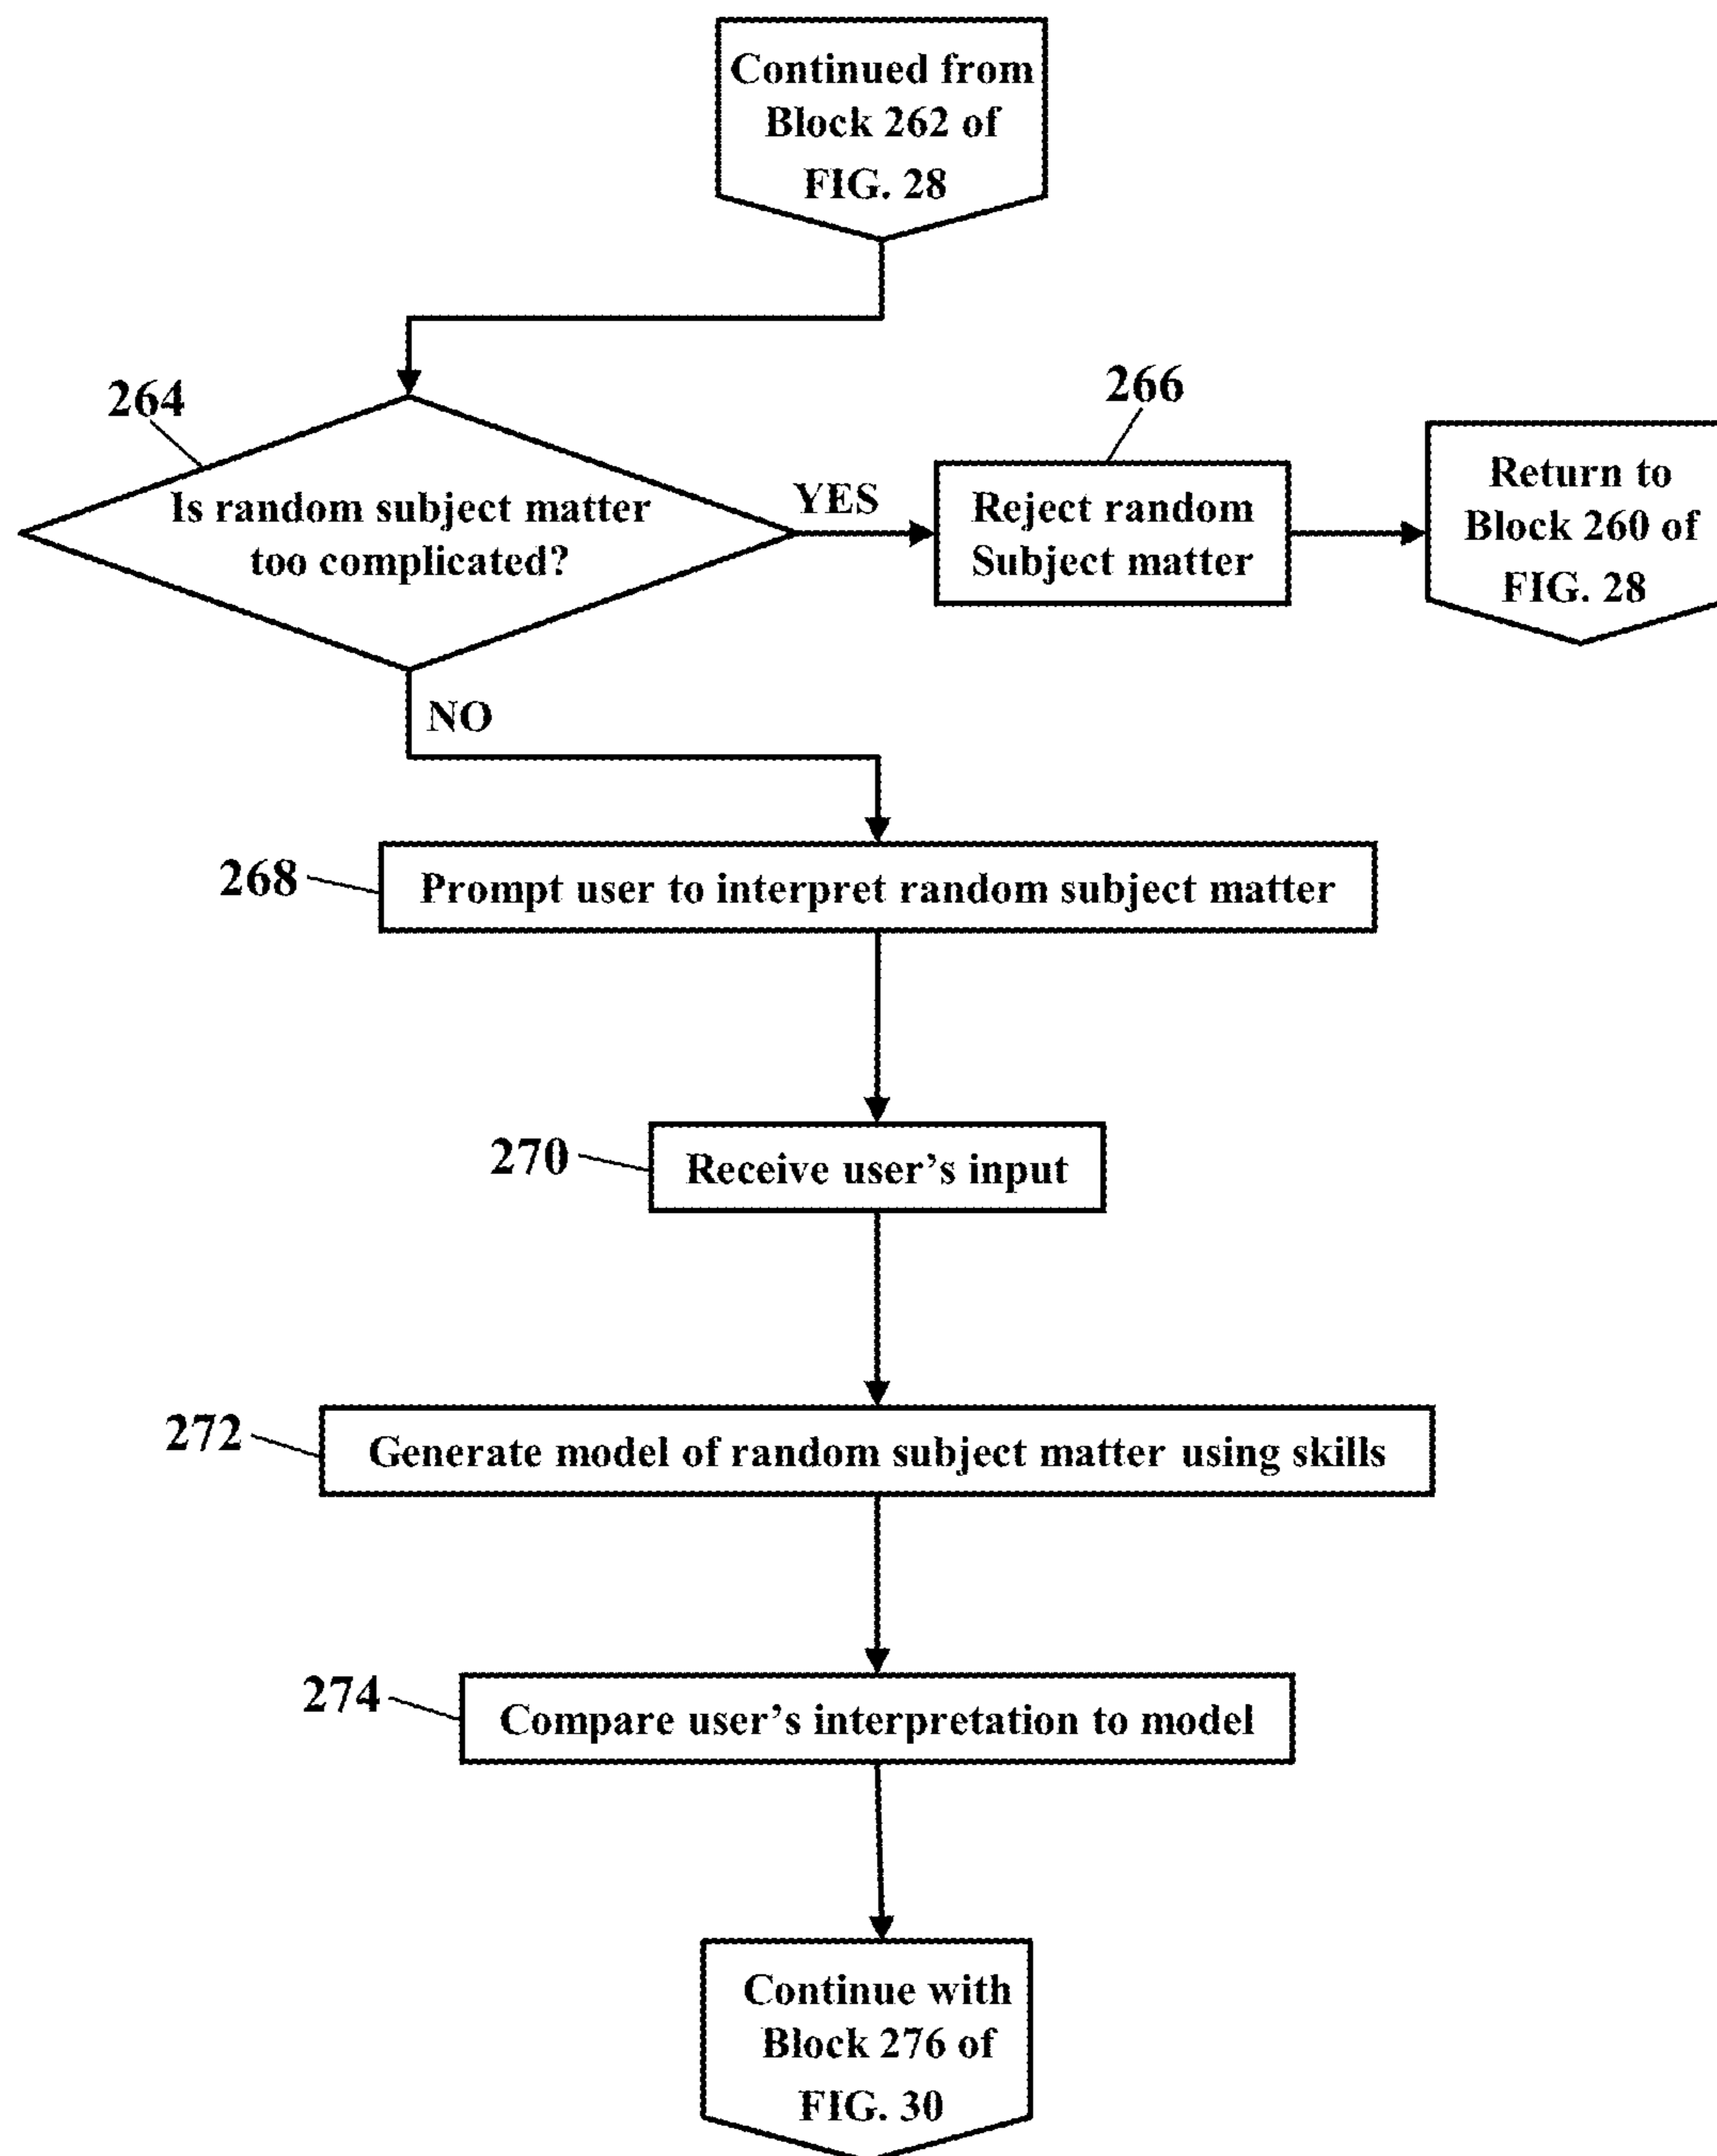 Continued from
Block 262 of
FIG. 28
264
Is random subject matter
too complicated?
YES
266
Reject random
Subject matter
Return to
Block 260 of
FIG. 28
NO
268
Prompt user to interpret random subject matter
270
Receive user’s input
272
Generate model of random subject matter using skills
274
Compare user’s interpretation to model
Continue with
Block 276 of
FIG. 30